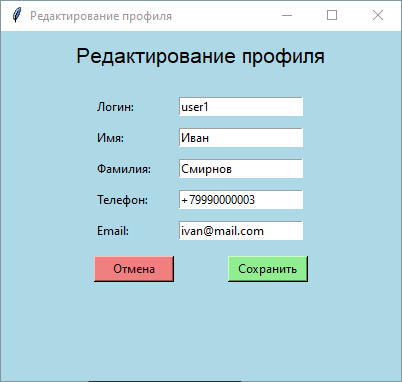 Редактирование профиля
Редактирование профиля
Логин: user1
Имя: Иван
Фамилия: Смирнов
Телефон: +79990000003
Email: ivan@mail.com
Отмена Сохранить